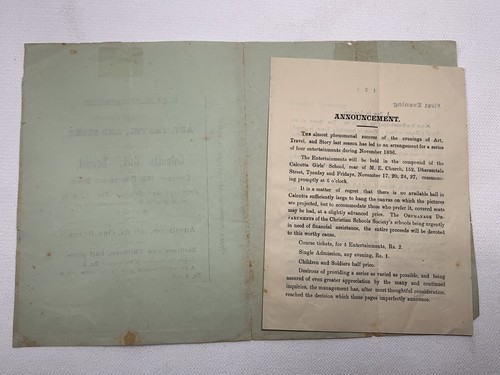 First Evening
ANNOUNCEMENT.
THE almost phenomenal success of the evenings of Art,
Travel, and Story last season has led to an arrangement for a series
of four entertainments during November 1896.
The Entertainments will be held in the compound of the
Calcutta Girls' School, rear of M. E. Church, 152, Dharamtala
Street, Tuesday and Fridays, November 17, 20, 24, 27, commenc-
ing promptly at 6 o'clock.
It is a matter of regret that there is no available hall in
Calcutta sufficiently large to hang the canvas on which the pictures
are projected, but to accommodate those who prefer it, covered seats
may be had, at a slightly advanced price. The ORPHANAGE DE-
PARTMENTS of the Christian Schools Society's schools being urgently
in need of financial assistance, the entire proceeds will be devoted
to this worthy cause.
Course tickets, for 4 Entertainments, Rs. 2.
Single Admission, any evening, Re. 1.
Children and Soldiers half price.
Desirous of providing a series as varied as possible, and being
assured of even greater appreciation by the many and continued
inquiries, the management has, after most thoughtful consideration,
reached the decision which these pages imperfectly announce.